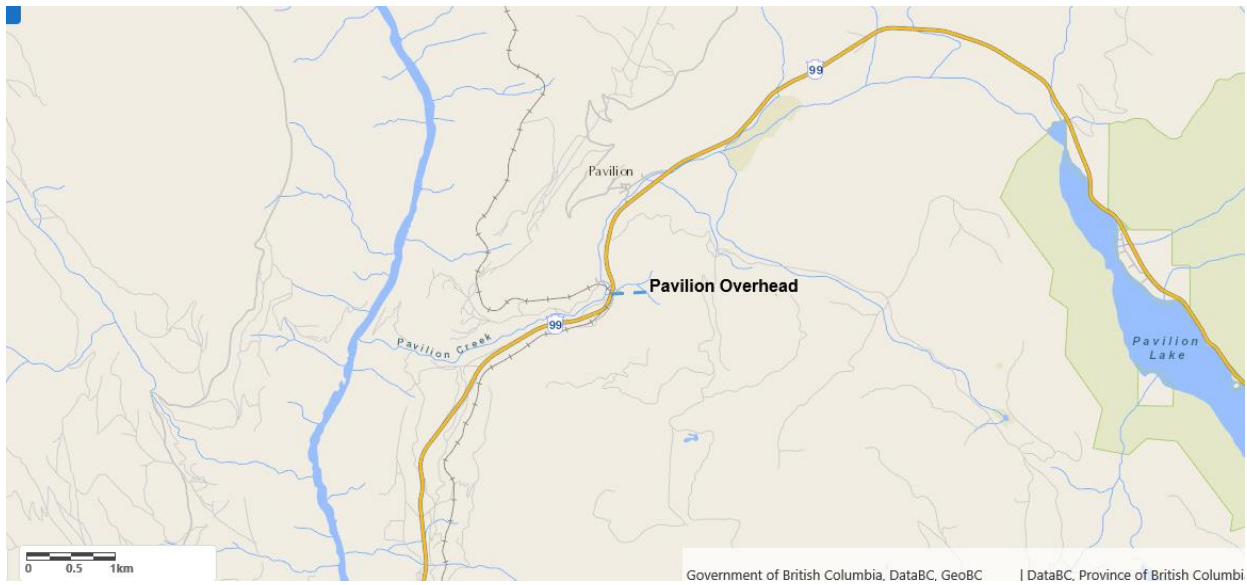 99
Pavilion
Pavilion Overhead
99
Pavilion Creek
Pavilion
Lake
0 0.5 1km
Government of British Columbia, DataBC, GeoBC | DataBC, Province of British Columbi